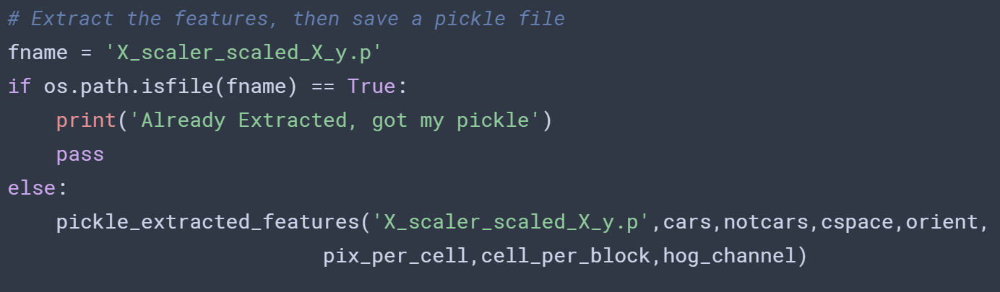 # Extract the features, then save a pickle file
fname = 'X_scaler_scaled_X_y.p'
if os.path.isfile(fname) == True:
    print('Already Extracted, got my pickle')
    pass
else:
    pickle_extracted_features('X_scaler_scaled_X_y.p',cars,notcars,cspace,orient,
                          pix_per_cell,cell_per_block,hog_channel)